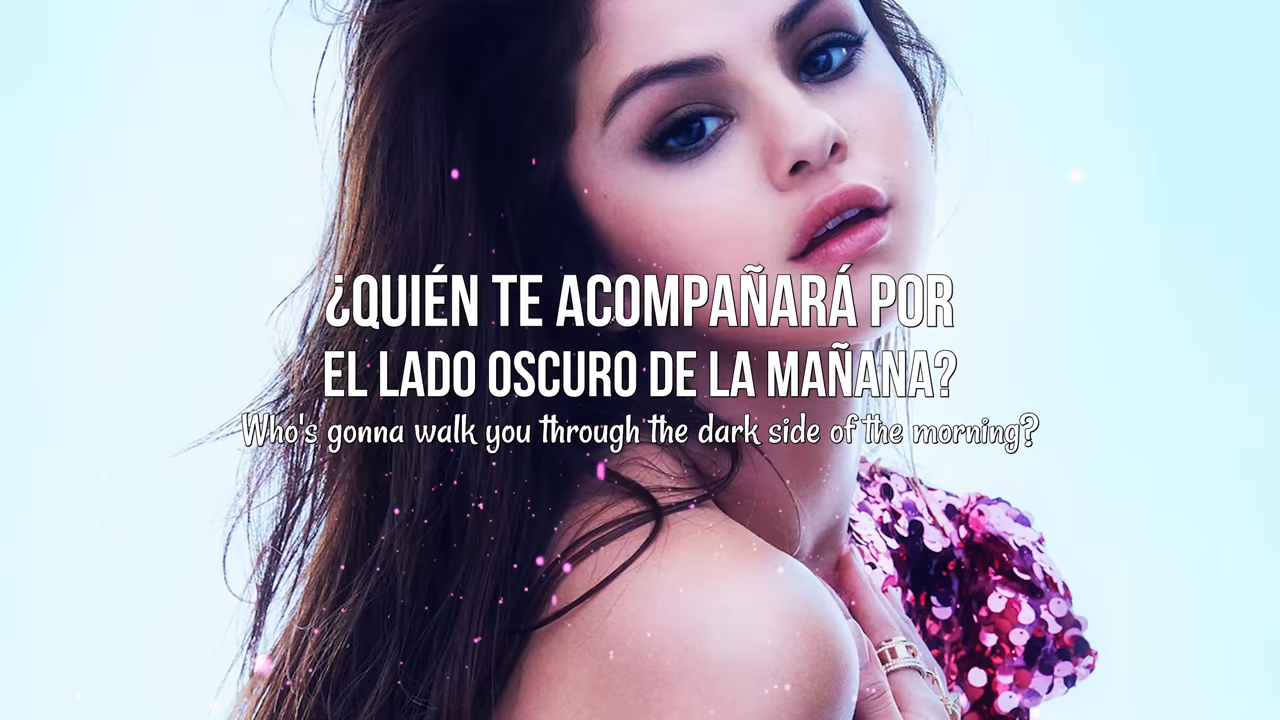 ¿QUIÉN TE ACOMPAÑARÁ POR
EL LADO OSCURO DE LA MAÑANA?
Who's gonna walk you through the dark side of the morning?